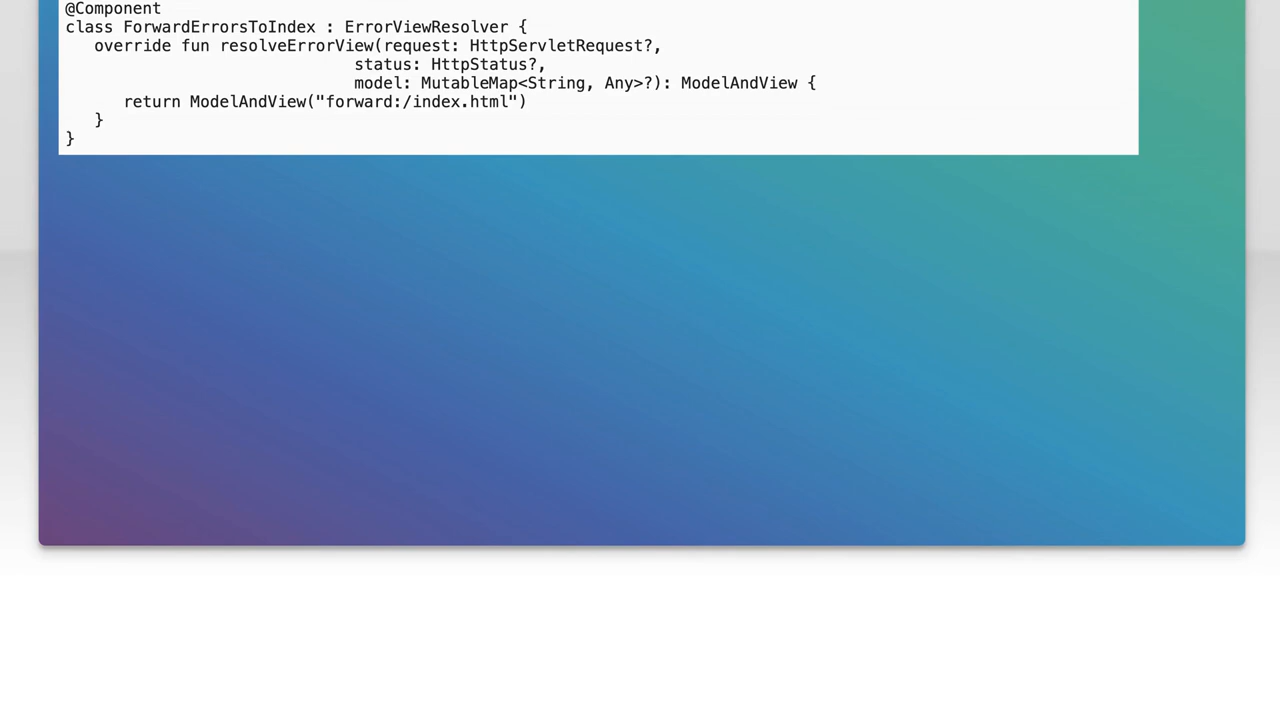 @Component
class ForwardErrorsToIndex : ErrorViewResolver {
   override fun resolveErrorView(request: HttpServletRequest?,
                              status: HttpStatus?,
                              model: MutableMap<String, Any>?): ModelAndView {
      return ModelAndView("forward:/index.html")
   }
}